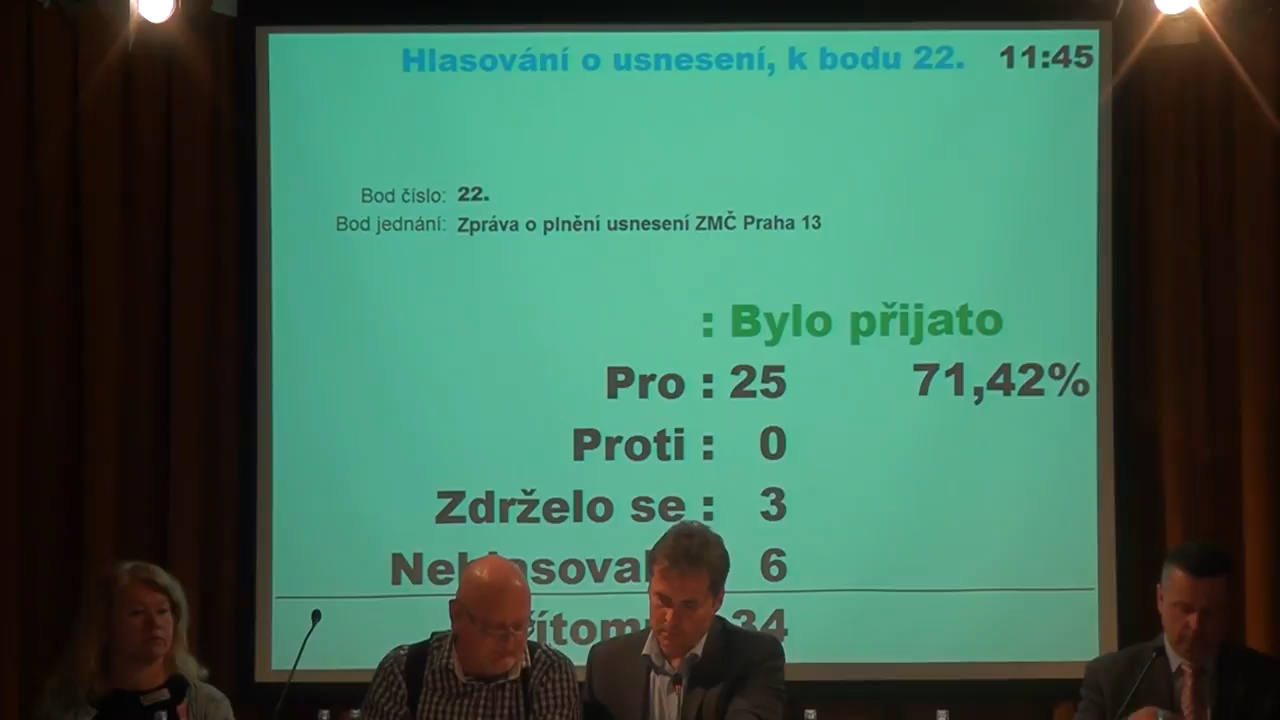 Hlasování o usnesení, k bodu 22. 11:45
Bod číslo: 22.
Bod jednání: Zpráva o plnění usnesení ZMČ Praha 13
: Bylo přijato
Pro : 25 71,42%
Proti : 0
Zdrželo se : 3
6
34